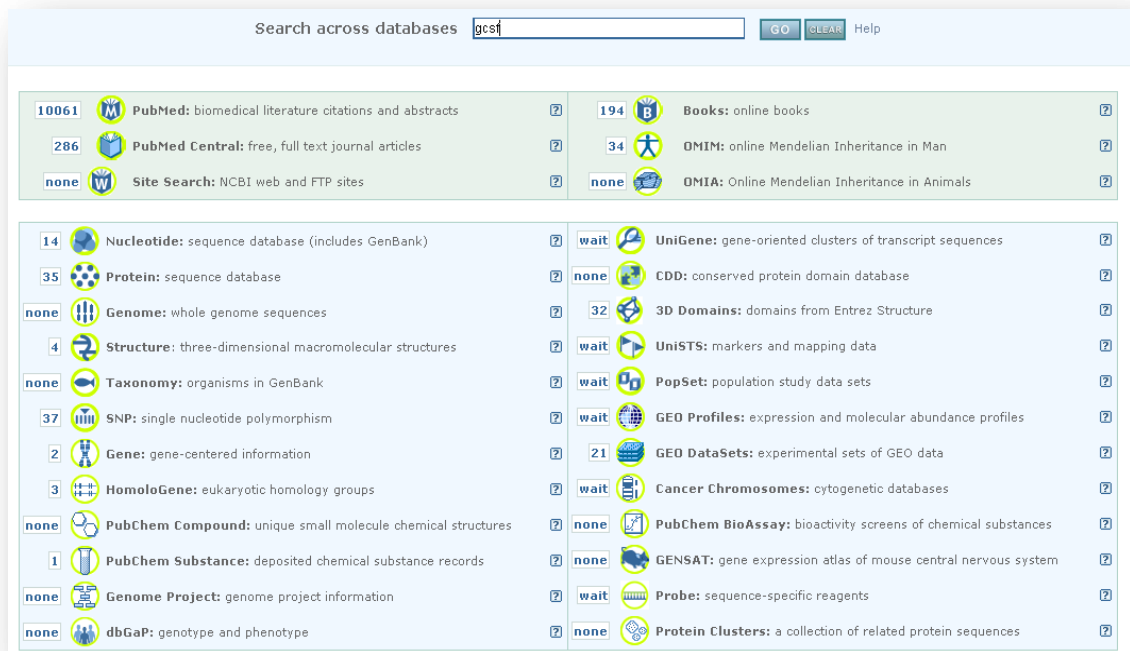 Search across databases gcsf GO CLEAR Help
10061 M PubMed: biomedical literature citations and abstracts ?
194 B Books: online books ?
286 PubMed Central: free, full text journal articles ?
34 OMIM: online Mendelian Inheritance in Man ?
none W Site Search: NCBI web and FTP sites ?
none OMIA: Online Mendelian Inheritance in Animals ?
14 Nucleotide: sequence database (includes GenBank) ?
wait UniGene: gene-oriented clusters of transcript sequences ?
35 Protein: sequence database ?
none CDD: conserved protein domain database ?
none Genome: whole genome sequences ?
32 3D Domains: domains from Entrez Structure ?
4 Structure: three-dimensional macromolecular structures ?
wait UniSTS: markers and mapping data ?
none Taxonomy: organisms in GenBank ?
wait PopSet: population study data sets ?
37 SNP: single nucleotide polymorphism ?
wait GEO Profiles: expression and molecular abundance profiles ?
2 Gene: gene-centered information ?
21 GEO DataSets: experimental sets of GEO data ?
3 HomoloGene: eukaryotic homology groups ?
wait Cancer Chromosomes: cytogenetic databases ?
none PubChem Compound: unique small molecule chemical structures ?
none PubChem BioAssay: bioactivity screens of chemical substances ?
1 PubChem Substance: deposited chemical substance records ?
none GENSAT: gene expression atlas of mouse central nervous system ?
none Genome Project: genome project information ?
wait Probe: sequence-specific reagents ?
none dbGaP: genotype and phenotype ?
none Protein Clusters: a collection of related protein sequences ?